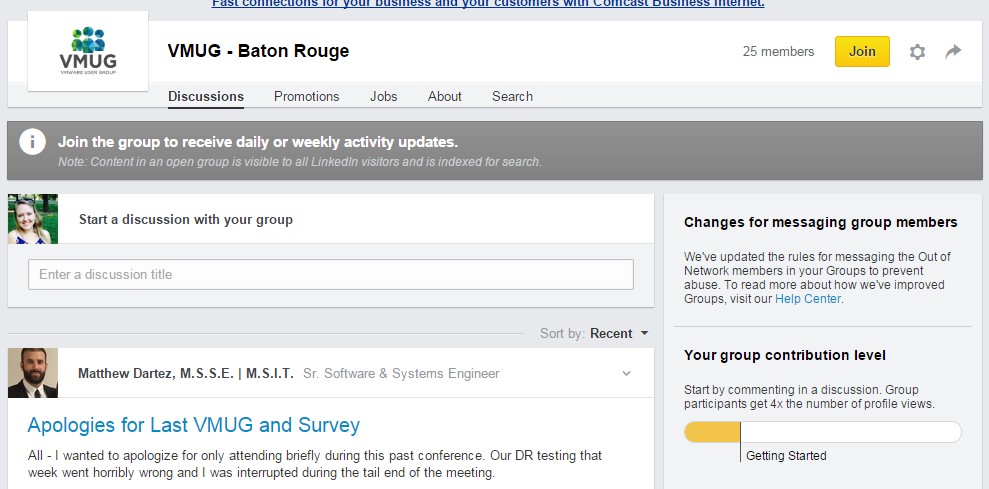 Fast connections for your business and your customers with Comcast Business Internet.
VMUG
VMWARE USER GROUP
VMUG - Baton Rouge
25 members
Join
Discussions Promotions Jobs About Search
Join the group to receive daily or weekly activity updates.
Note: Content in an open group is visible to all LinkedIn visitors and is indexed for search.
Start a discussion with your group
Enter a discussion title
Sort by: Recent
Matthew Dartez, M.S.S.E. | M.S.I.T. Sr. Software & Systems Engineer
Apologies for Last VMUG and Survey
All - I wanted to apologize for only attending briefly during this past conference. Our DR testing that
week went horribly wrong and I was interrupted during the tail end of the meeting.
Changes for messaging group members
We've updated the rules for messaging the Out of
Network members in your Groups to prevent
abuse. To read more about how we've improved
Groups, visit our Help Center.
Your group contribution level
Start by commenting in a discussion. Group
participants get 4x the number of profile views.
Getting Started